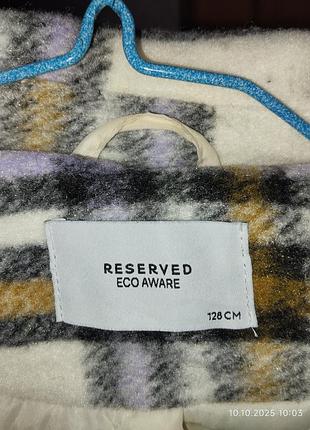 RESERVED
ECO AWARE
128 CM
10.10.2025 10:03